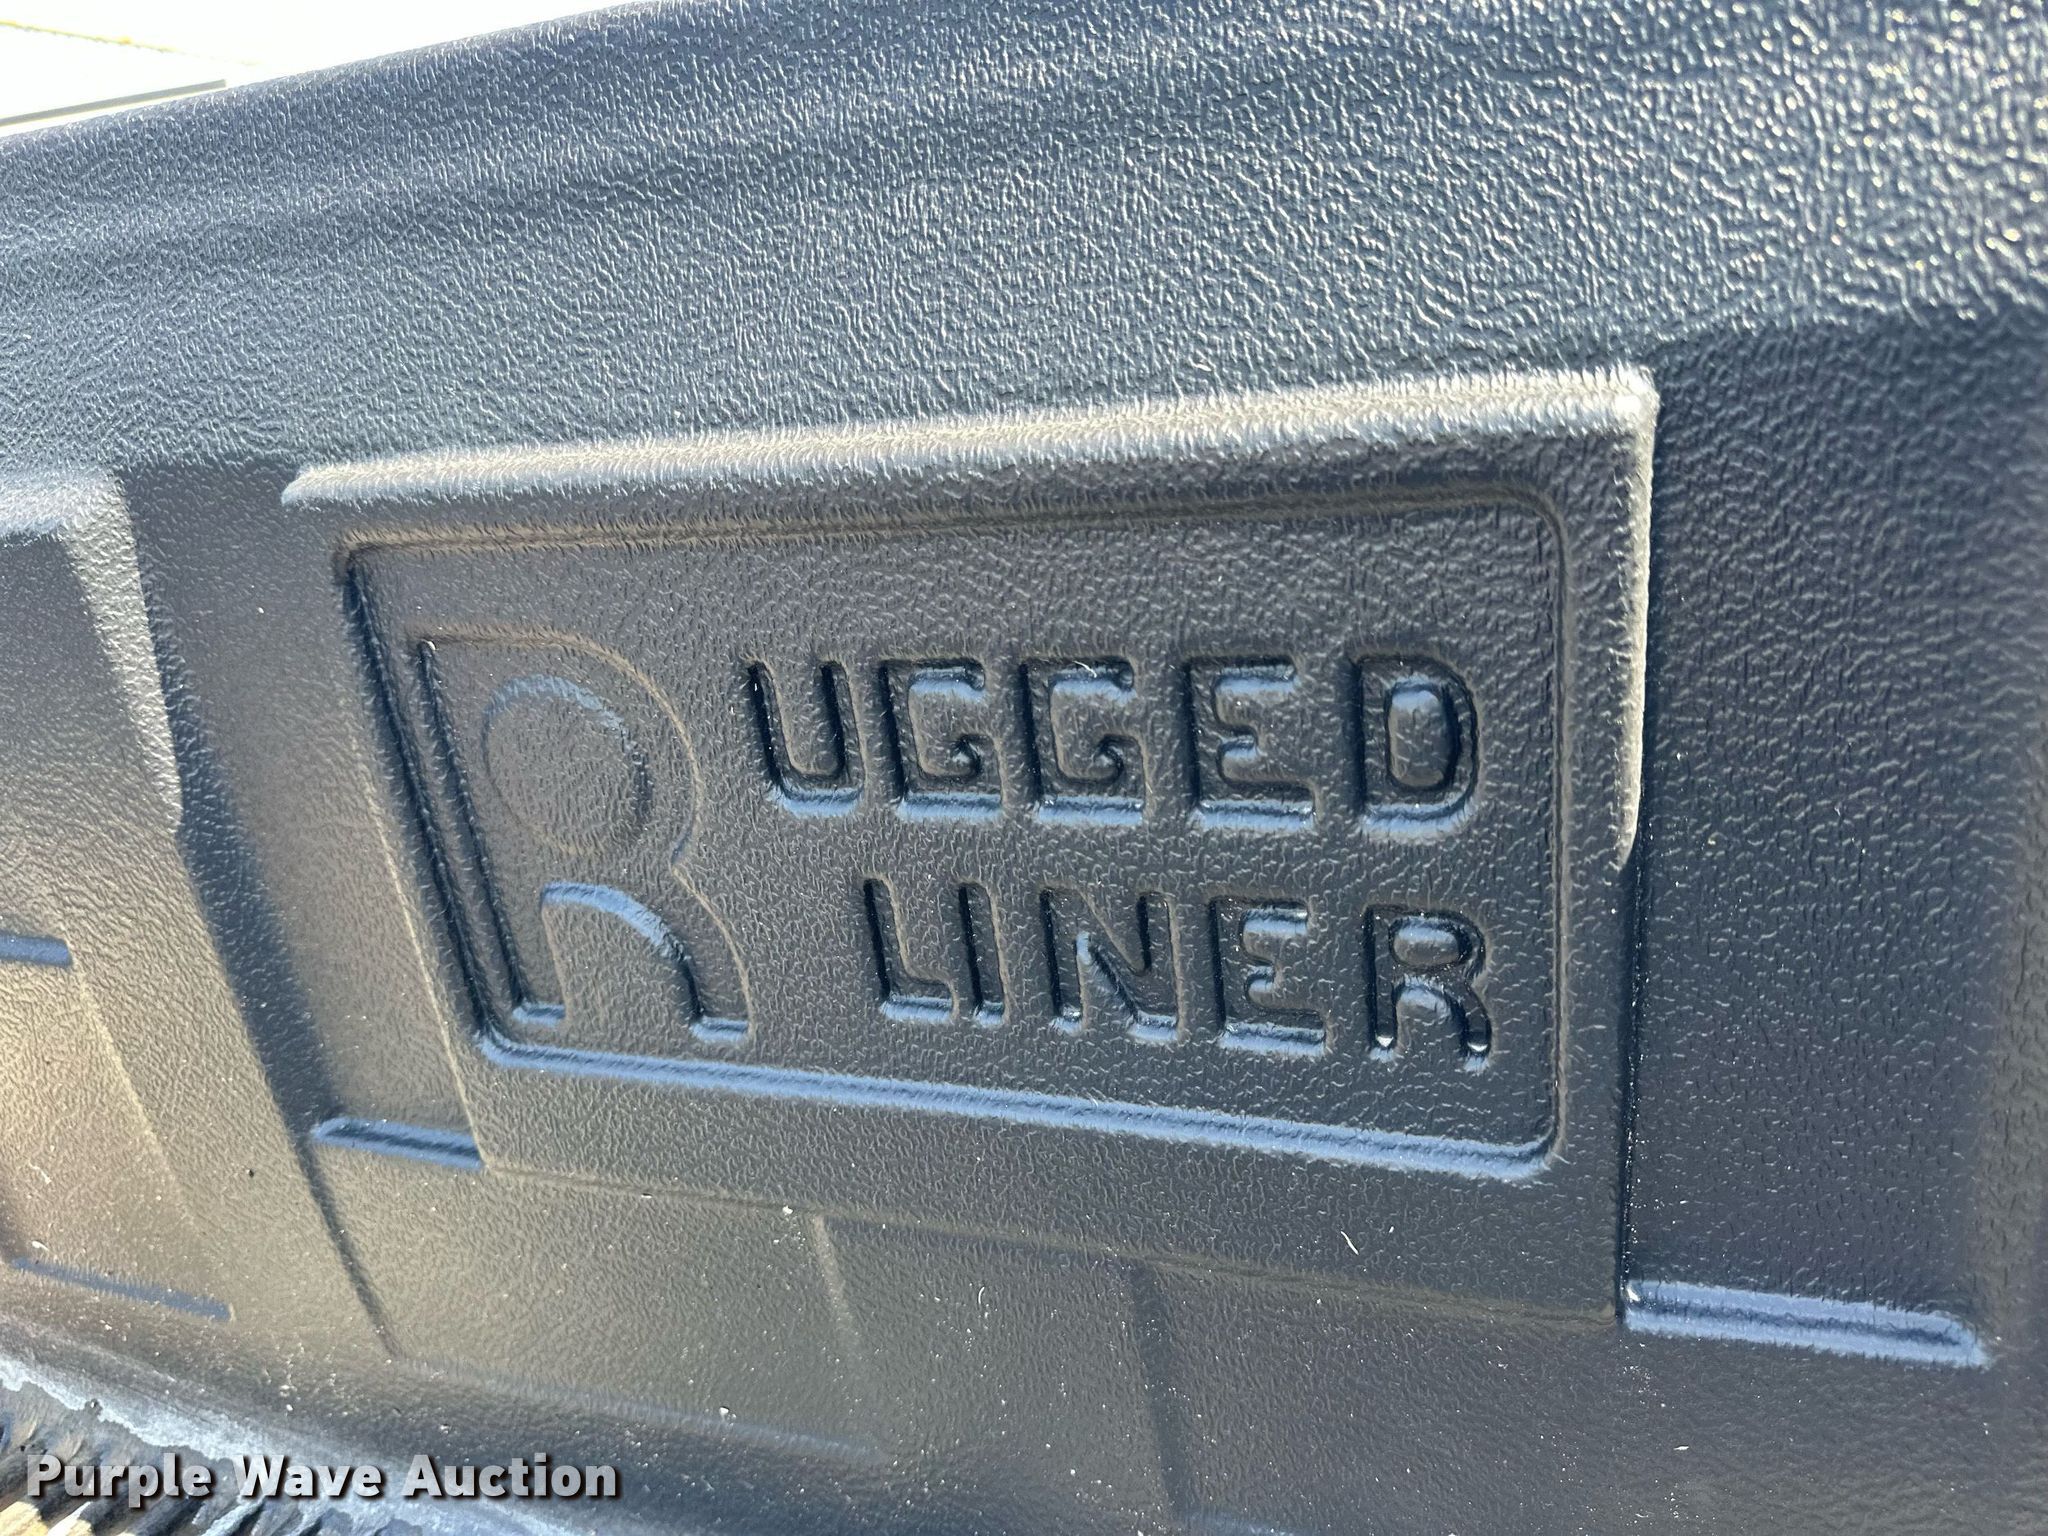 RUGGED
LINER
Purple Wave Auction